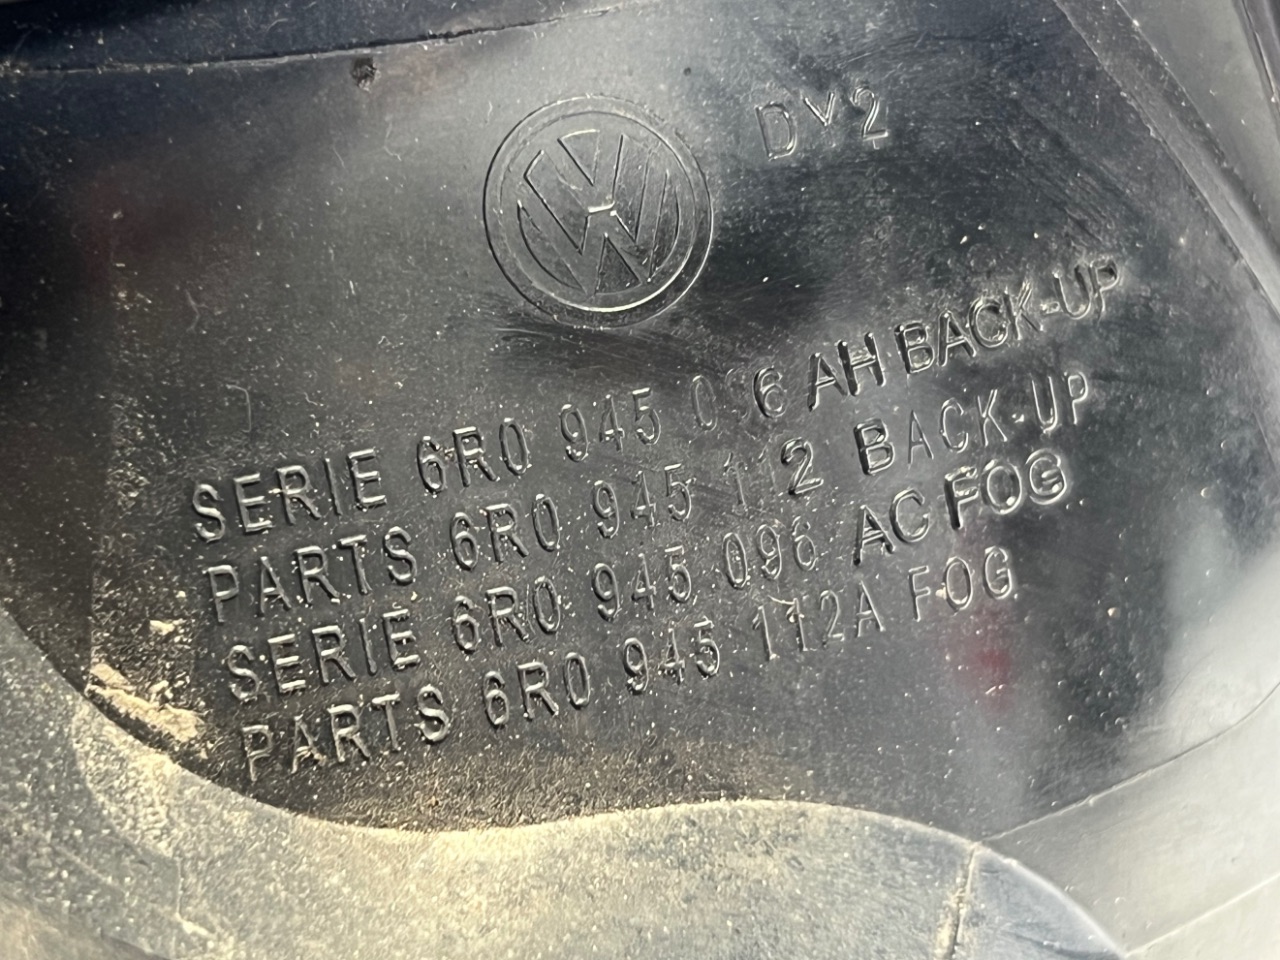 DV2
SERIE 6R0 945 AH BACK-UP
PARTS 6R0 945 112 BACK-UP
SERIE 6R0 945 096 AC FOG
PARTS 6R0 945 112A FOG